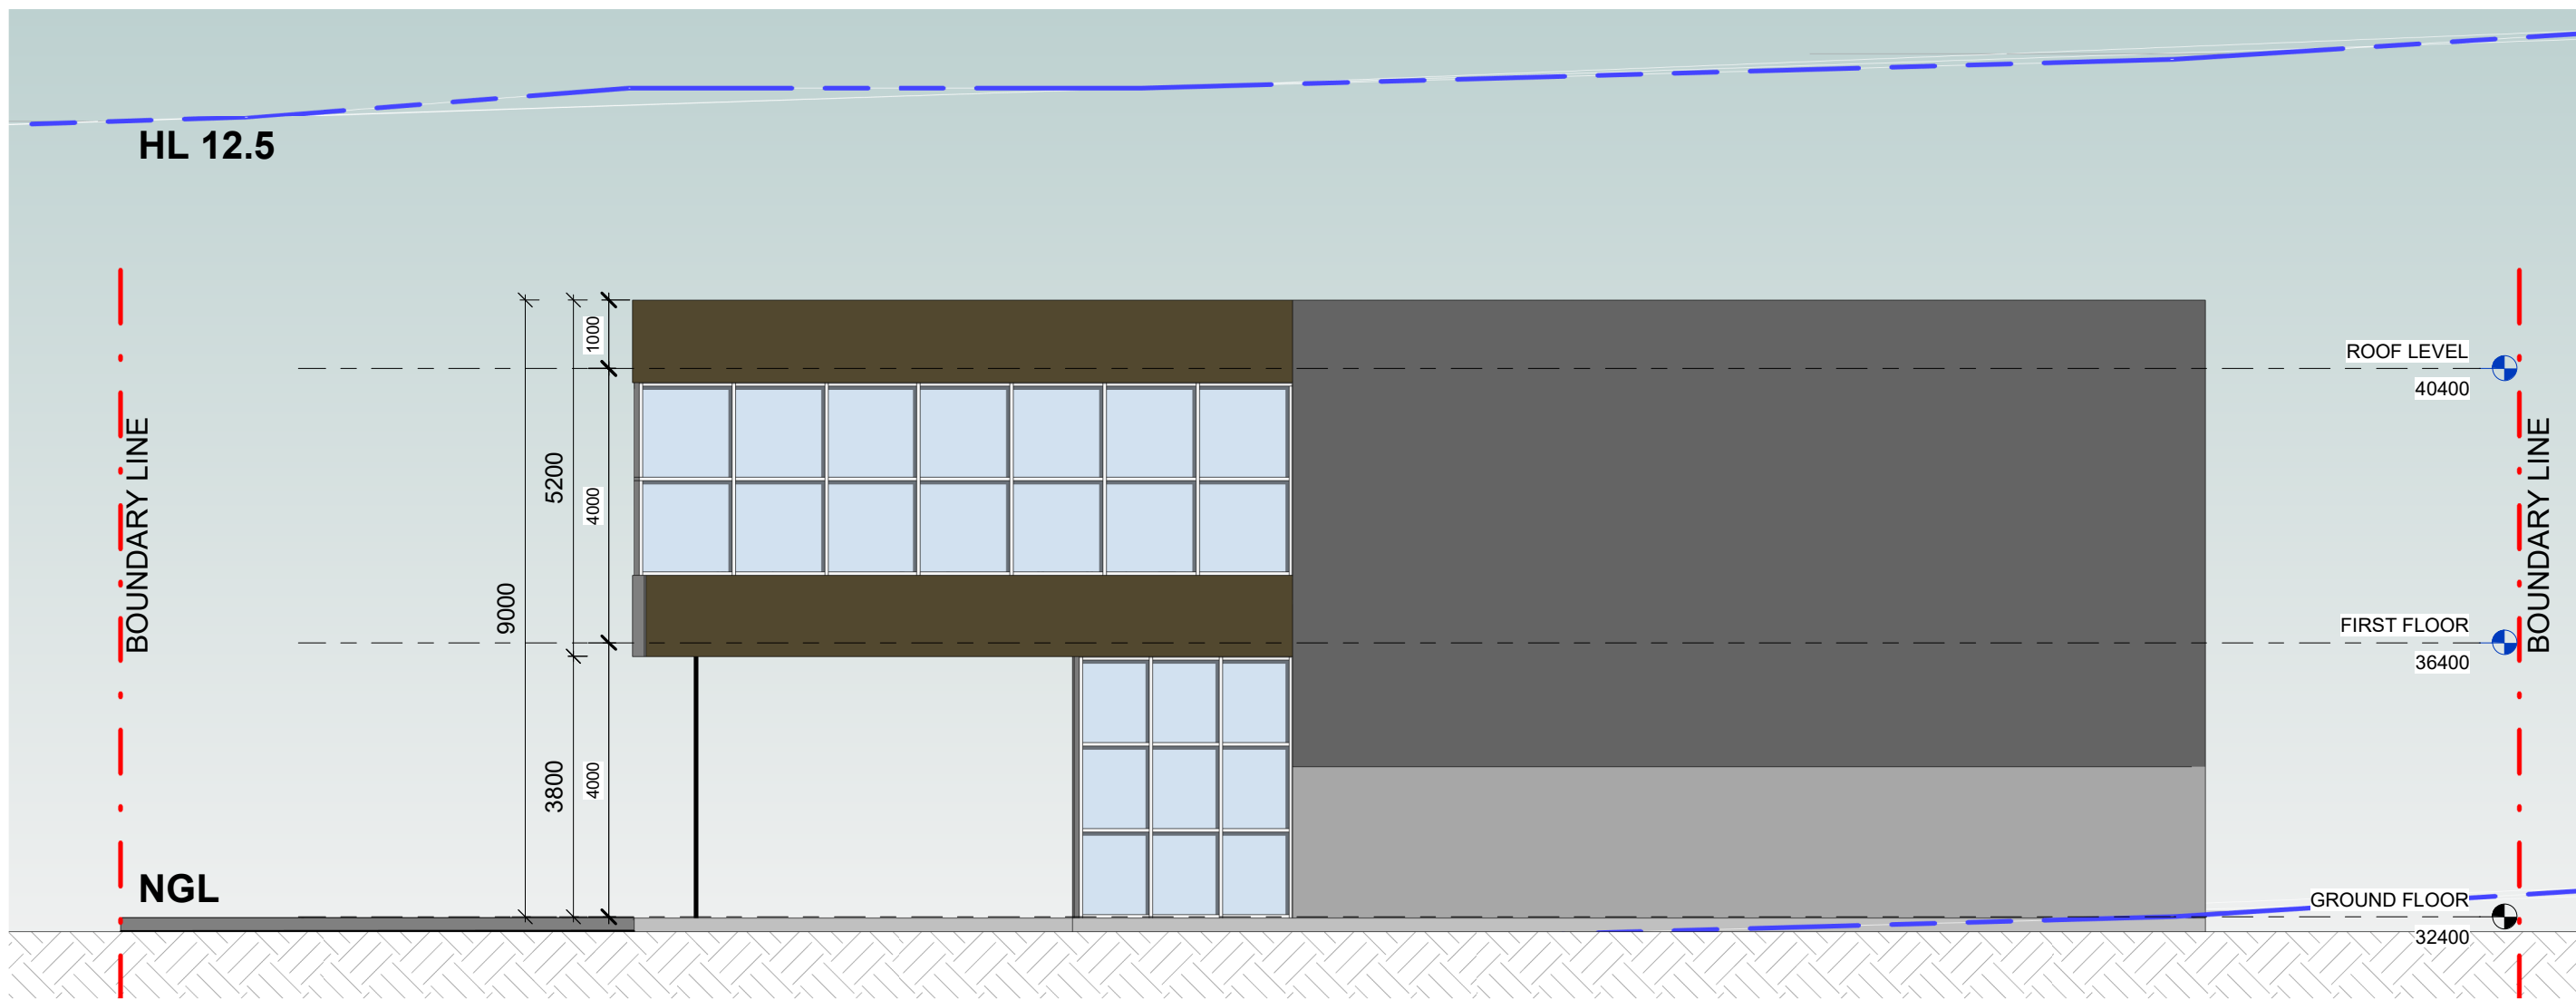 HL 12.5
1000
ROOF LEVEL
40400
BOUNDARY LINE
5200
4000
BOUNDARY LINE
9000
FIRST FLOOR
36400
3800
4000
NGL
GROUND FLOOR
32400